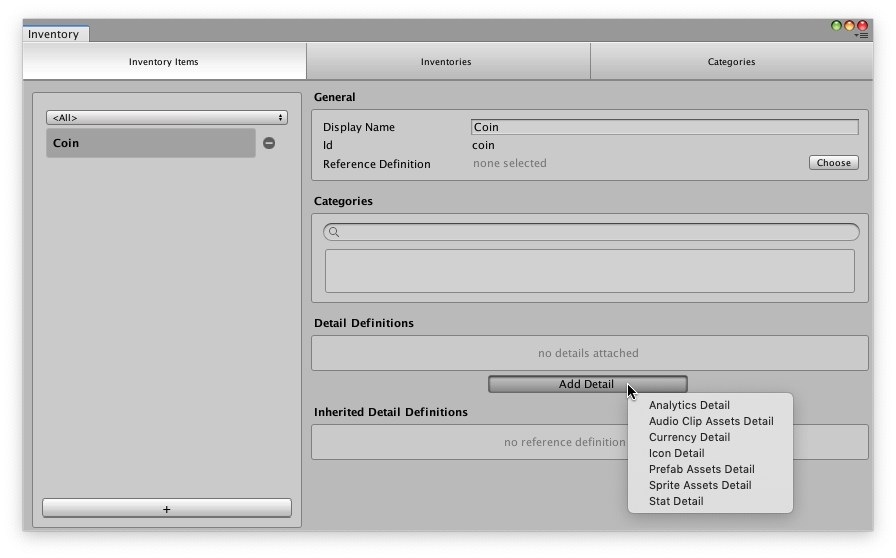 Inventory
Inventory Items
Inventories
Categories
<All>
Coin
+
General
Display Name
Coin
Id
coin
Reference Definition
none selected
Choose
Categories
Detail Definitions
no details attached
Add Detail
Inherited Detail Definitions
no reference definition
Analytics Detail
Audio Clip Assets Detail
Currency Detail
Icon Detail
Prefab Assets Detail
Sprite Assets Detail
Stat Detail